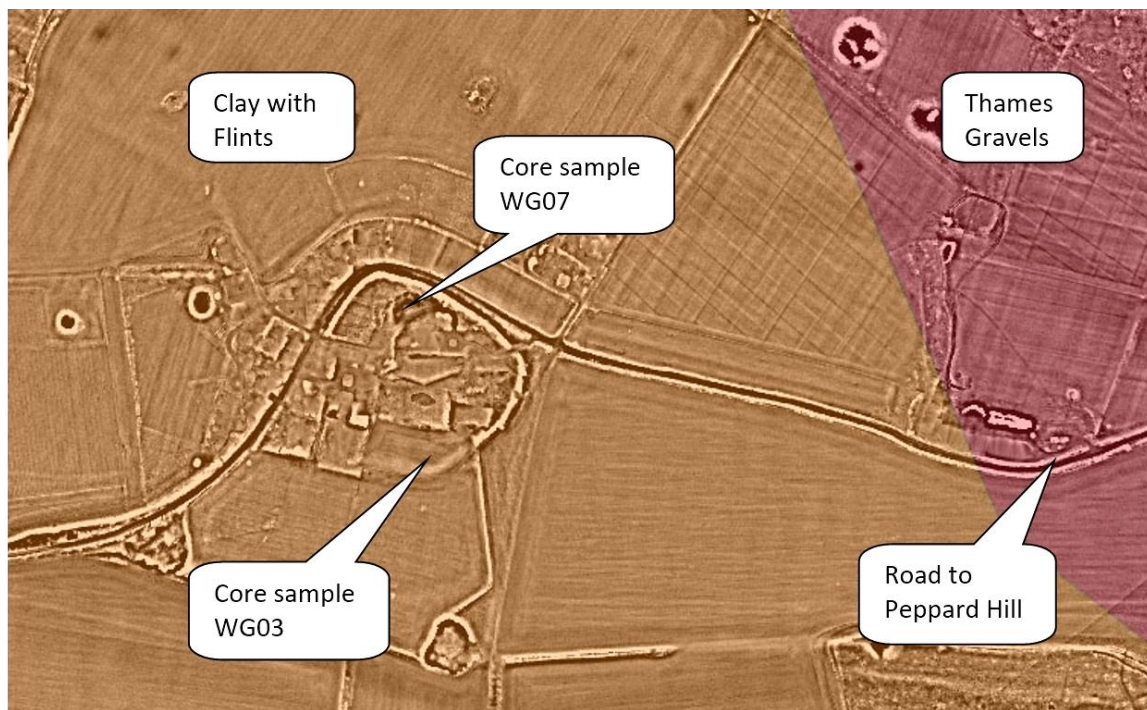 Clay with
Flints
Thames
Gravels
Core sample
WG07
Core sample
WG03
Road to
Peppard Hill